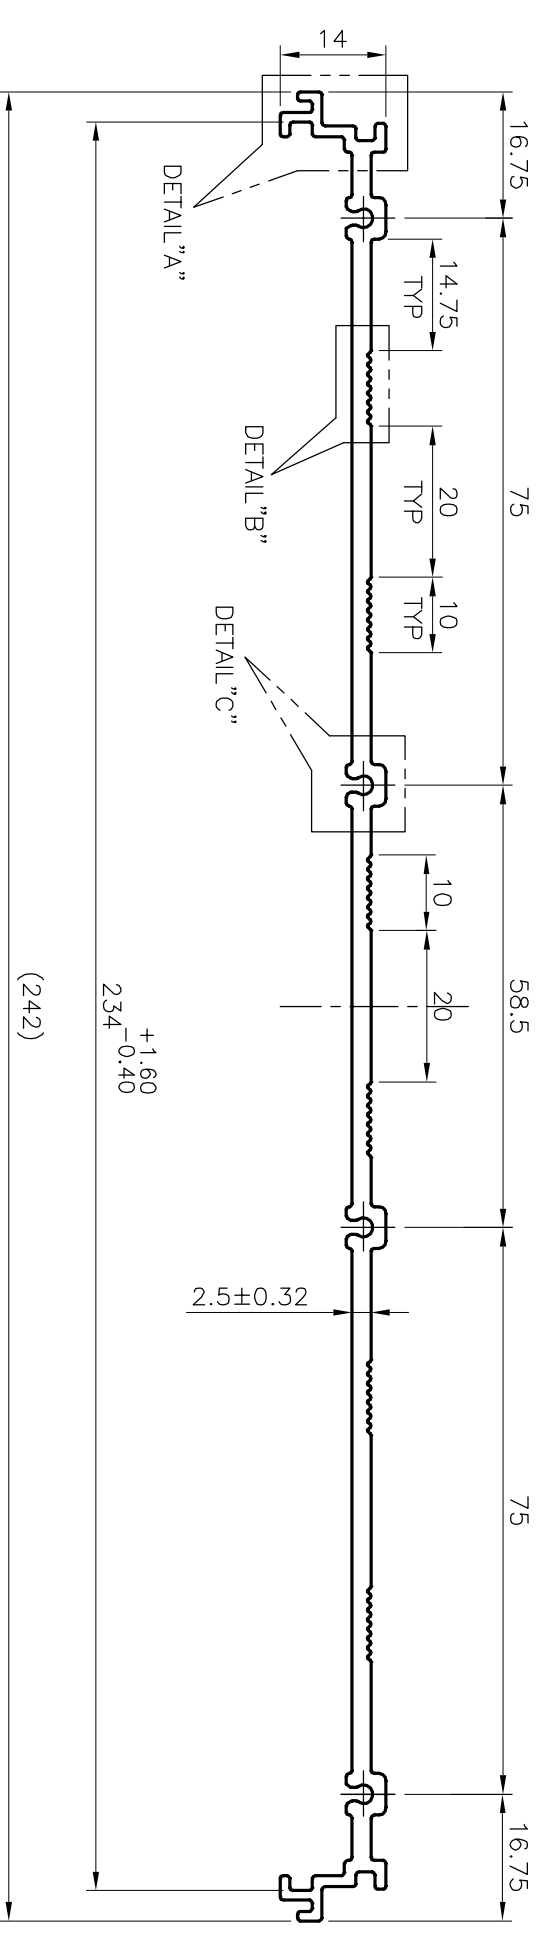 14
16.75
75
58.5
75
16.75
14.75
TYP
20
TYP
10
TYP
10
20
DETAIL"A"
DETAIL"B"
DETAIL"C"
2.5±0.32
+1.60
234-0.40
(242)